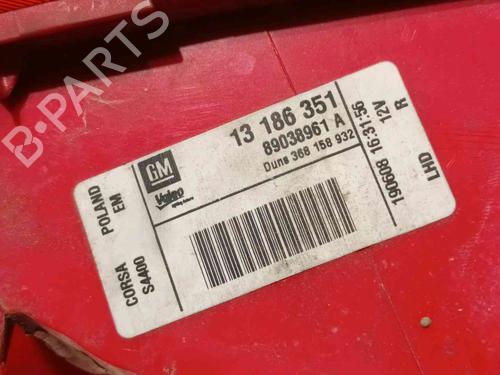 B-PARTS
13 186 351
89038961 A
Duns 368 158 932
GM
Valeo
CORSA POLAND
S4400 EM
190608 16:31:56
LHD 12V R